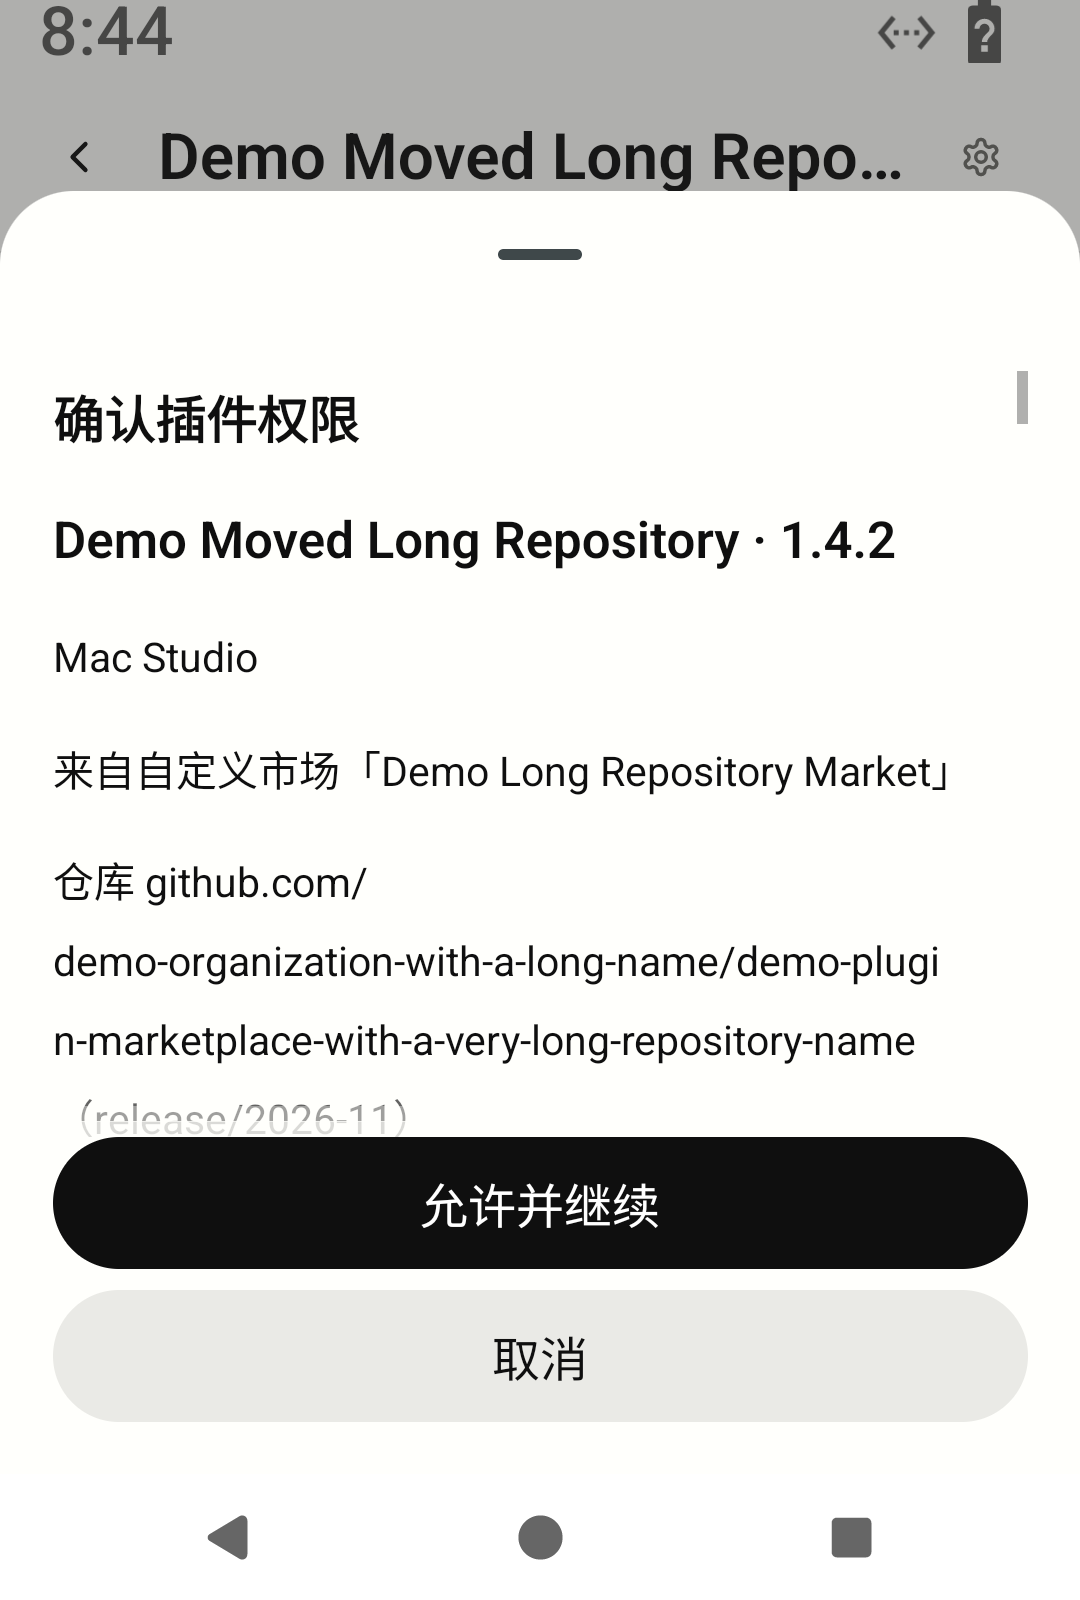 8:44
Demo Moved Long Repo...
确认插件权限
Demo Moved Long Repository · 1.4.2
Mac Studio
来自自定义市场「Demo Long Repository Market」
仓库 github.com/
demo-organization-with-a-long-name/demo-plugi
n-marketplace-with-a-very-long-repository-name
（release/2026-11）
允许并继续
取消